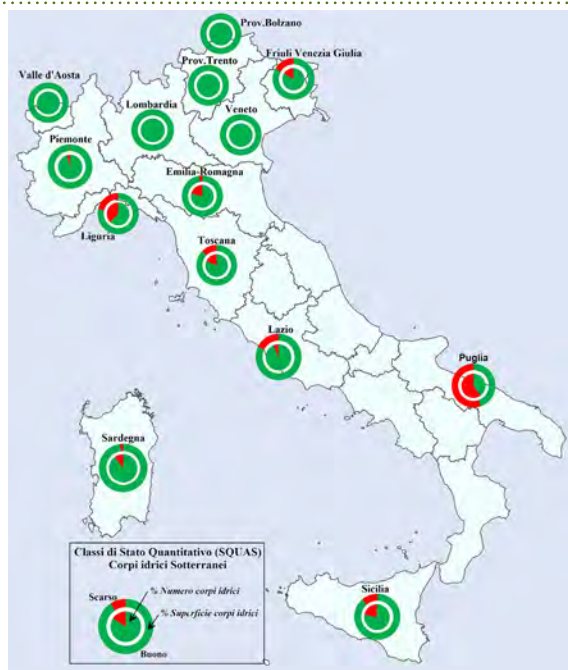 Prov.Bolzano
Friuli Venezia Giulia
Prov.Trento
Valle d'Aosta
Lombardia
Veneto
Piemonte
Emilia-Romagna
Liguria
Toscana
Lazio
Puglia
Sardegna
Classi di Stato Quantitativo (SQUAS)
Corpi idrici Sotterranei
% Numero corpi idrici
Scarso
% Superficie corpi idrici
Buono
Sicilia